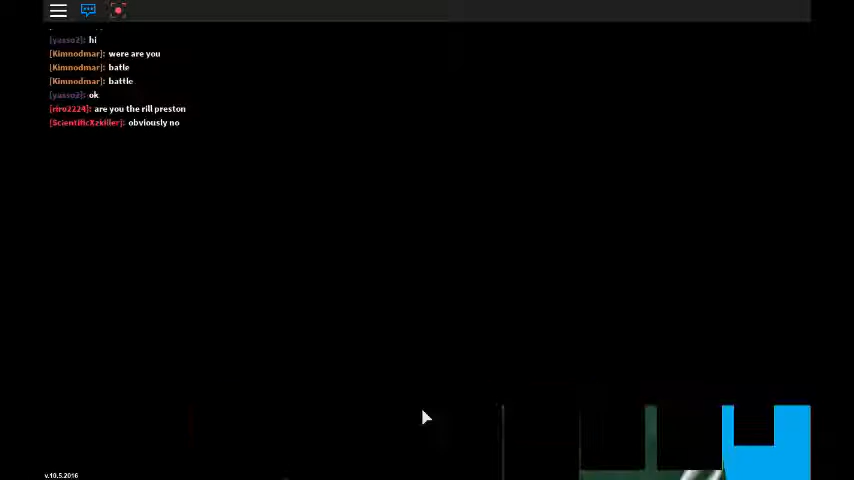 [yasso2]: hi
[Kimnodmar]: were are you
[Kimnodmar]: batle
[Kimnodmar]: battle
[yasso2]: ok
[riro2224]: are you the rill preston
[ScientificXzkiller]: obviously no
v.10.5.2016